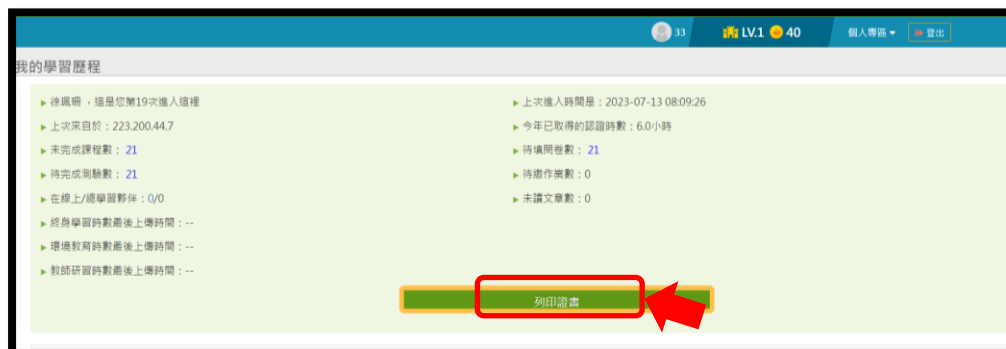 33 LV.1 40 個人專區 登出
我的學習歷程
徐珮珊 ,這是您第19次進入這裡
上次進入時間是:2023-07-13 08:09:26
上次來自於:223.200.44.7
今年已取得的認證時數:6.0小時
未完成課程數: 21
待填問卷數: 21
待完成測驗數: 21
待繳作業數:0
在線上/總學習夥伴:0/0
未讀文章數:0
終身學習時數最後上傳時間:--
環境教育時數最後上傳時間:--
教師研習時數最後上傳時間:--
列印證書